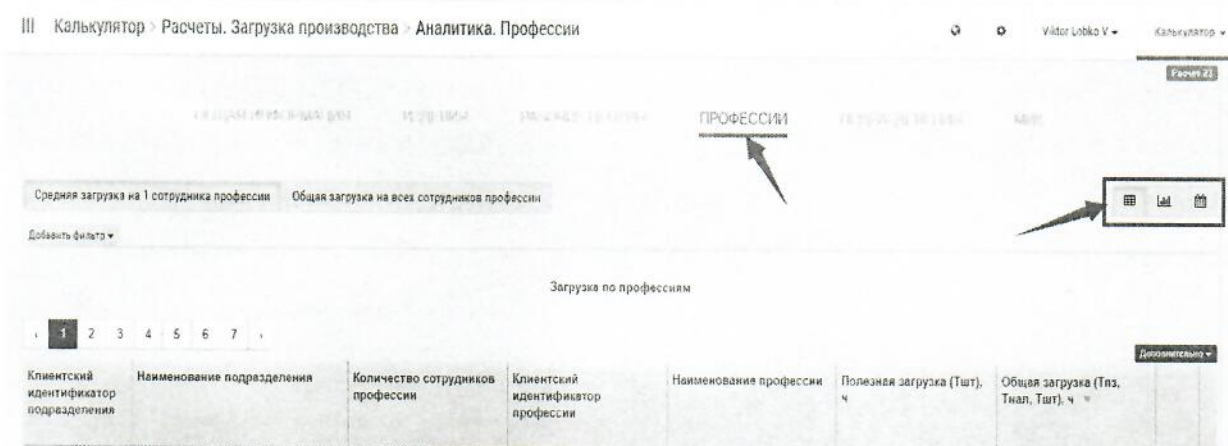 Калькулятор > Расчеты. Загрузка производства > Аналитика. Профессии
Viktor Lobko V
Калькулятор
Расчет 23
ПРОФЕССИИ
Средняя загрузка на 1 сотрудника профессии
Общая загрузка на всех сотрудников профессии
Добавить фильтр
Загрузка по профессиям
‹ 1 2 3 4 5 6 7 ›
Дополнительно
Клиентский
идентификатор
подразделения
Наименование подразделения
Количество сотрудников
профессии
Клиентский
идентификатор
профессии
Наименование профессии
Полезная загрузка (Тшт),
ч
Общая загрузка (Тпз,
Тнал, Тшт), ч